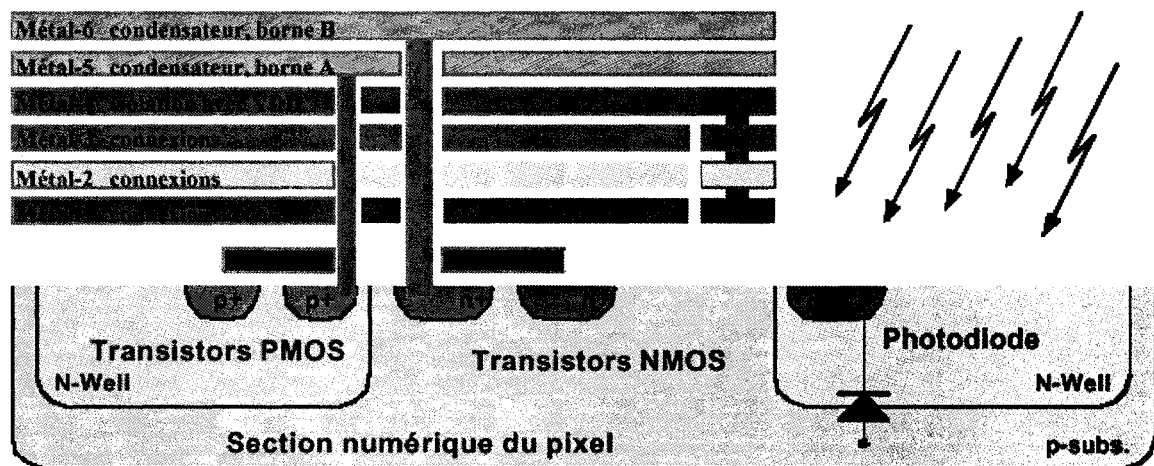 Métal-6 condensateur, borne B
Métal-5 condensateur, borne A
connexions
Métal-2 connexions
p+ p+ n+
Transistors PMOS
Transistors NMOS
Photodiode
N-Well
N-Well
Section numérique du pixel
p-subs.